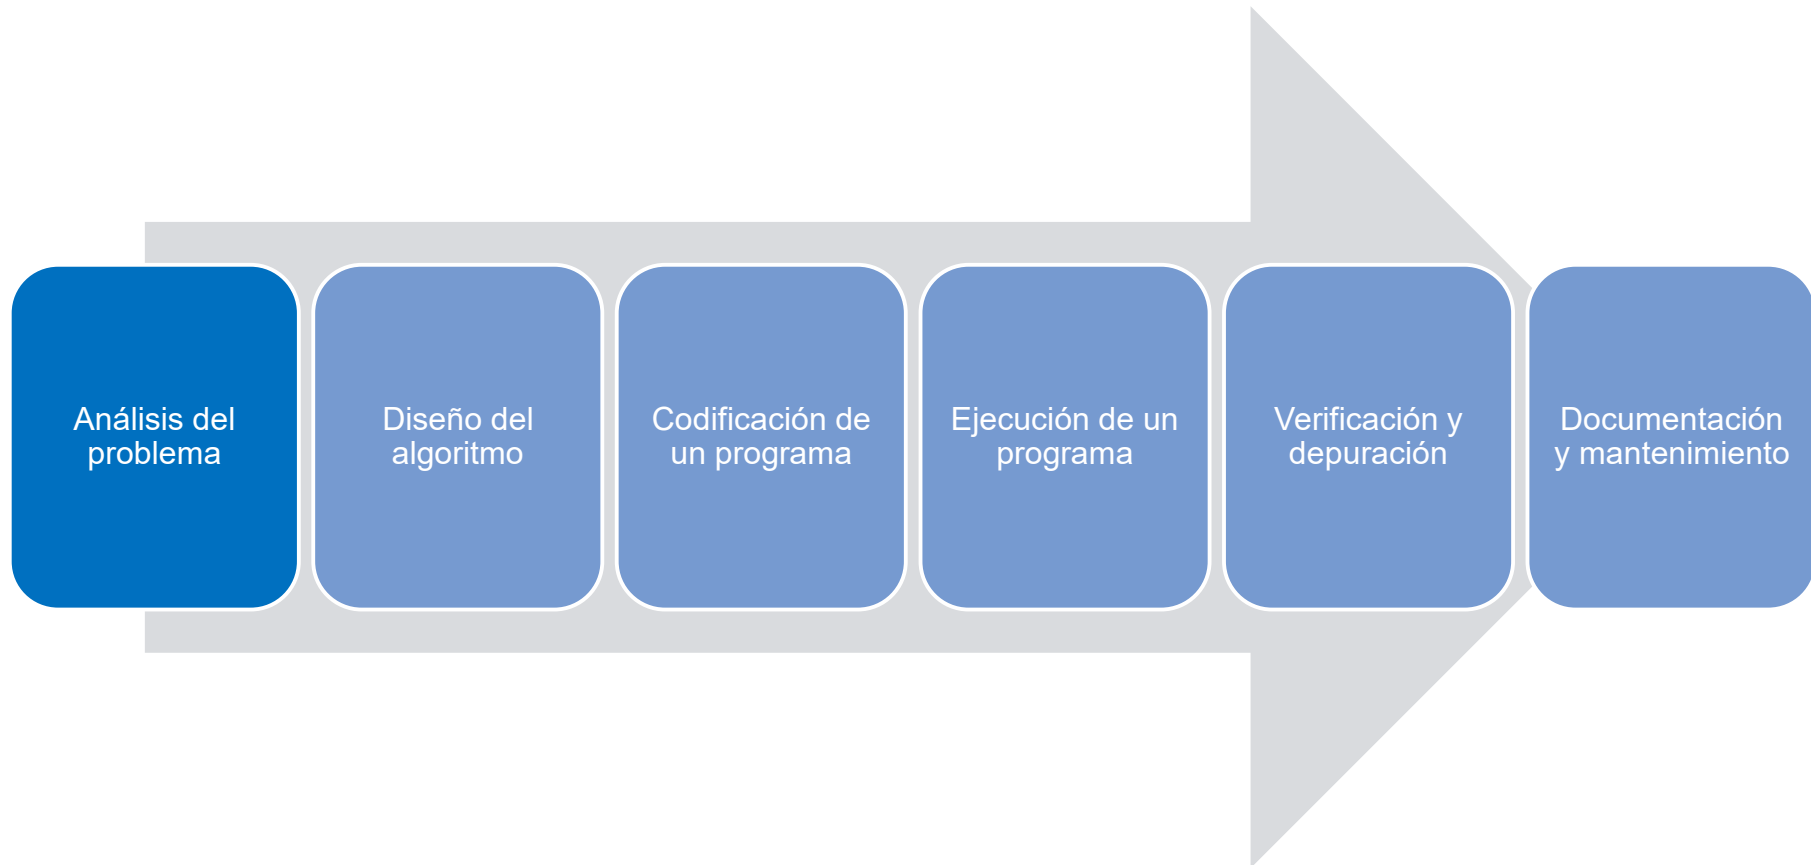 Análisis del
problema
Diseño del
algoritmo
Codificación de
un programa
Ejecución de un
programa
Verificación y
depuración
Documentación
y mantenimiento